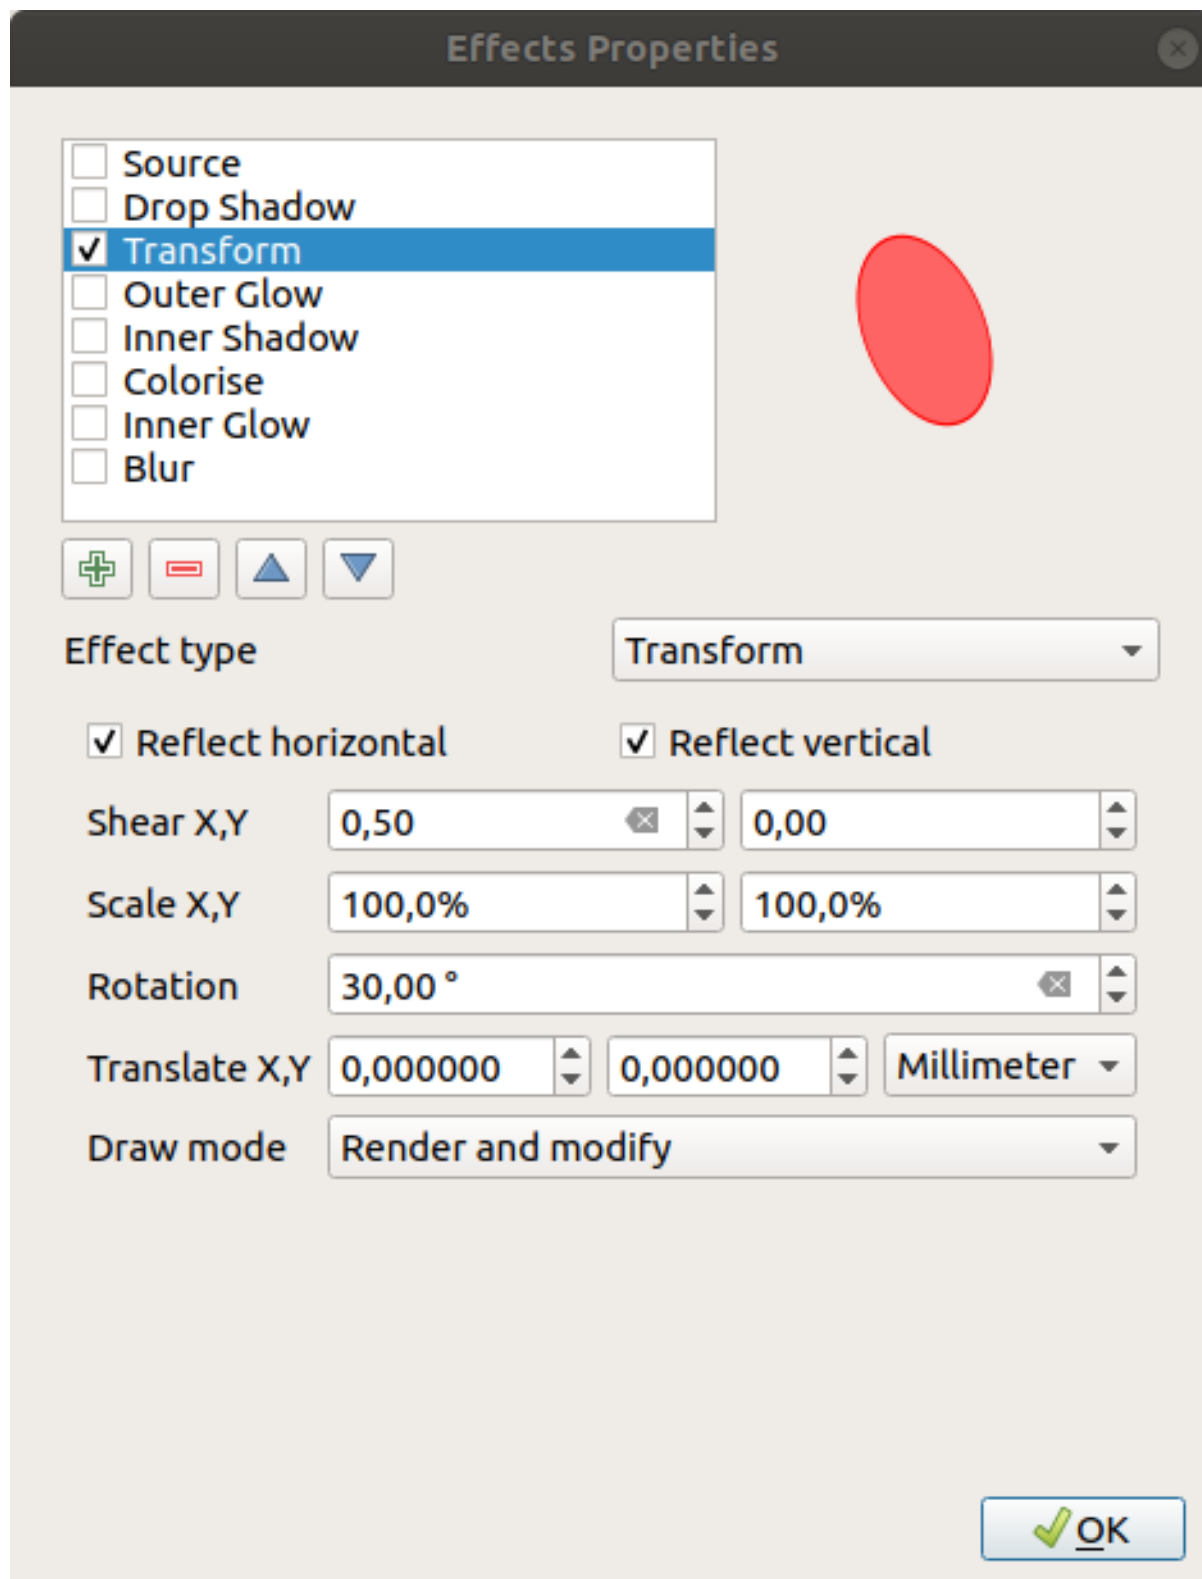 Effects Properties
Source
Drop Shadow
Transform
Outer Glow
Inner Shadow
Colorise
Inner Glow
Blur
Effect type Transform
Reflect horizontal Reflect vertical
Shear X,Y 0,50 0,00
Scale X,Y 100,0% 100,0%
Rotation 30,00 °
Translate X,Y 0,000000 0,000000 Millimeter
Draw mode Render and modify
OK